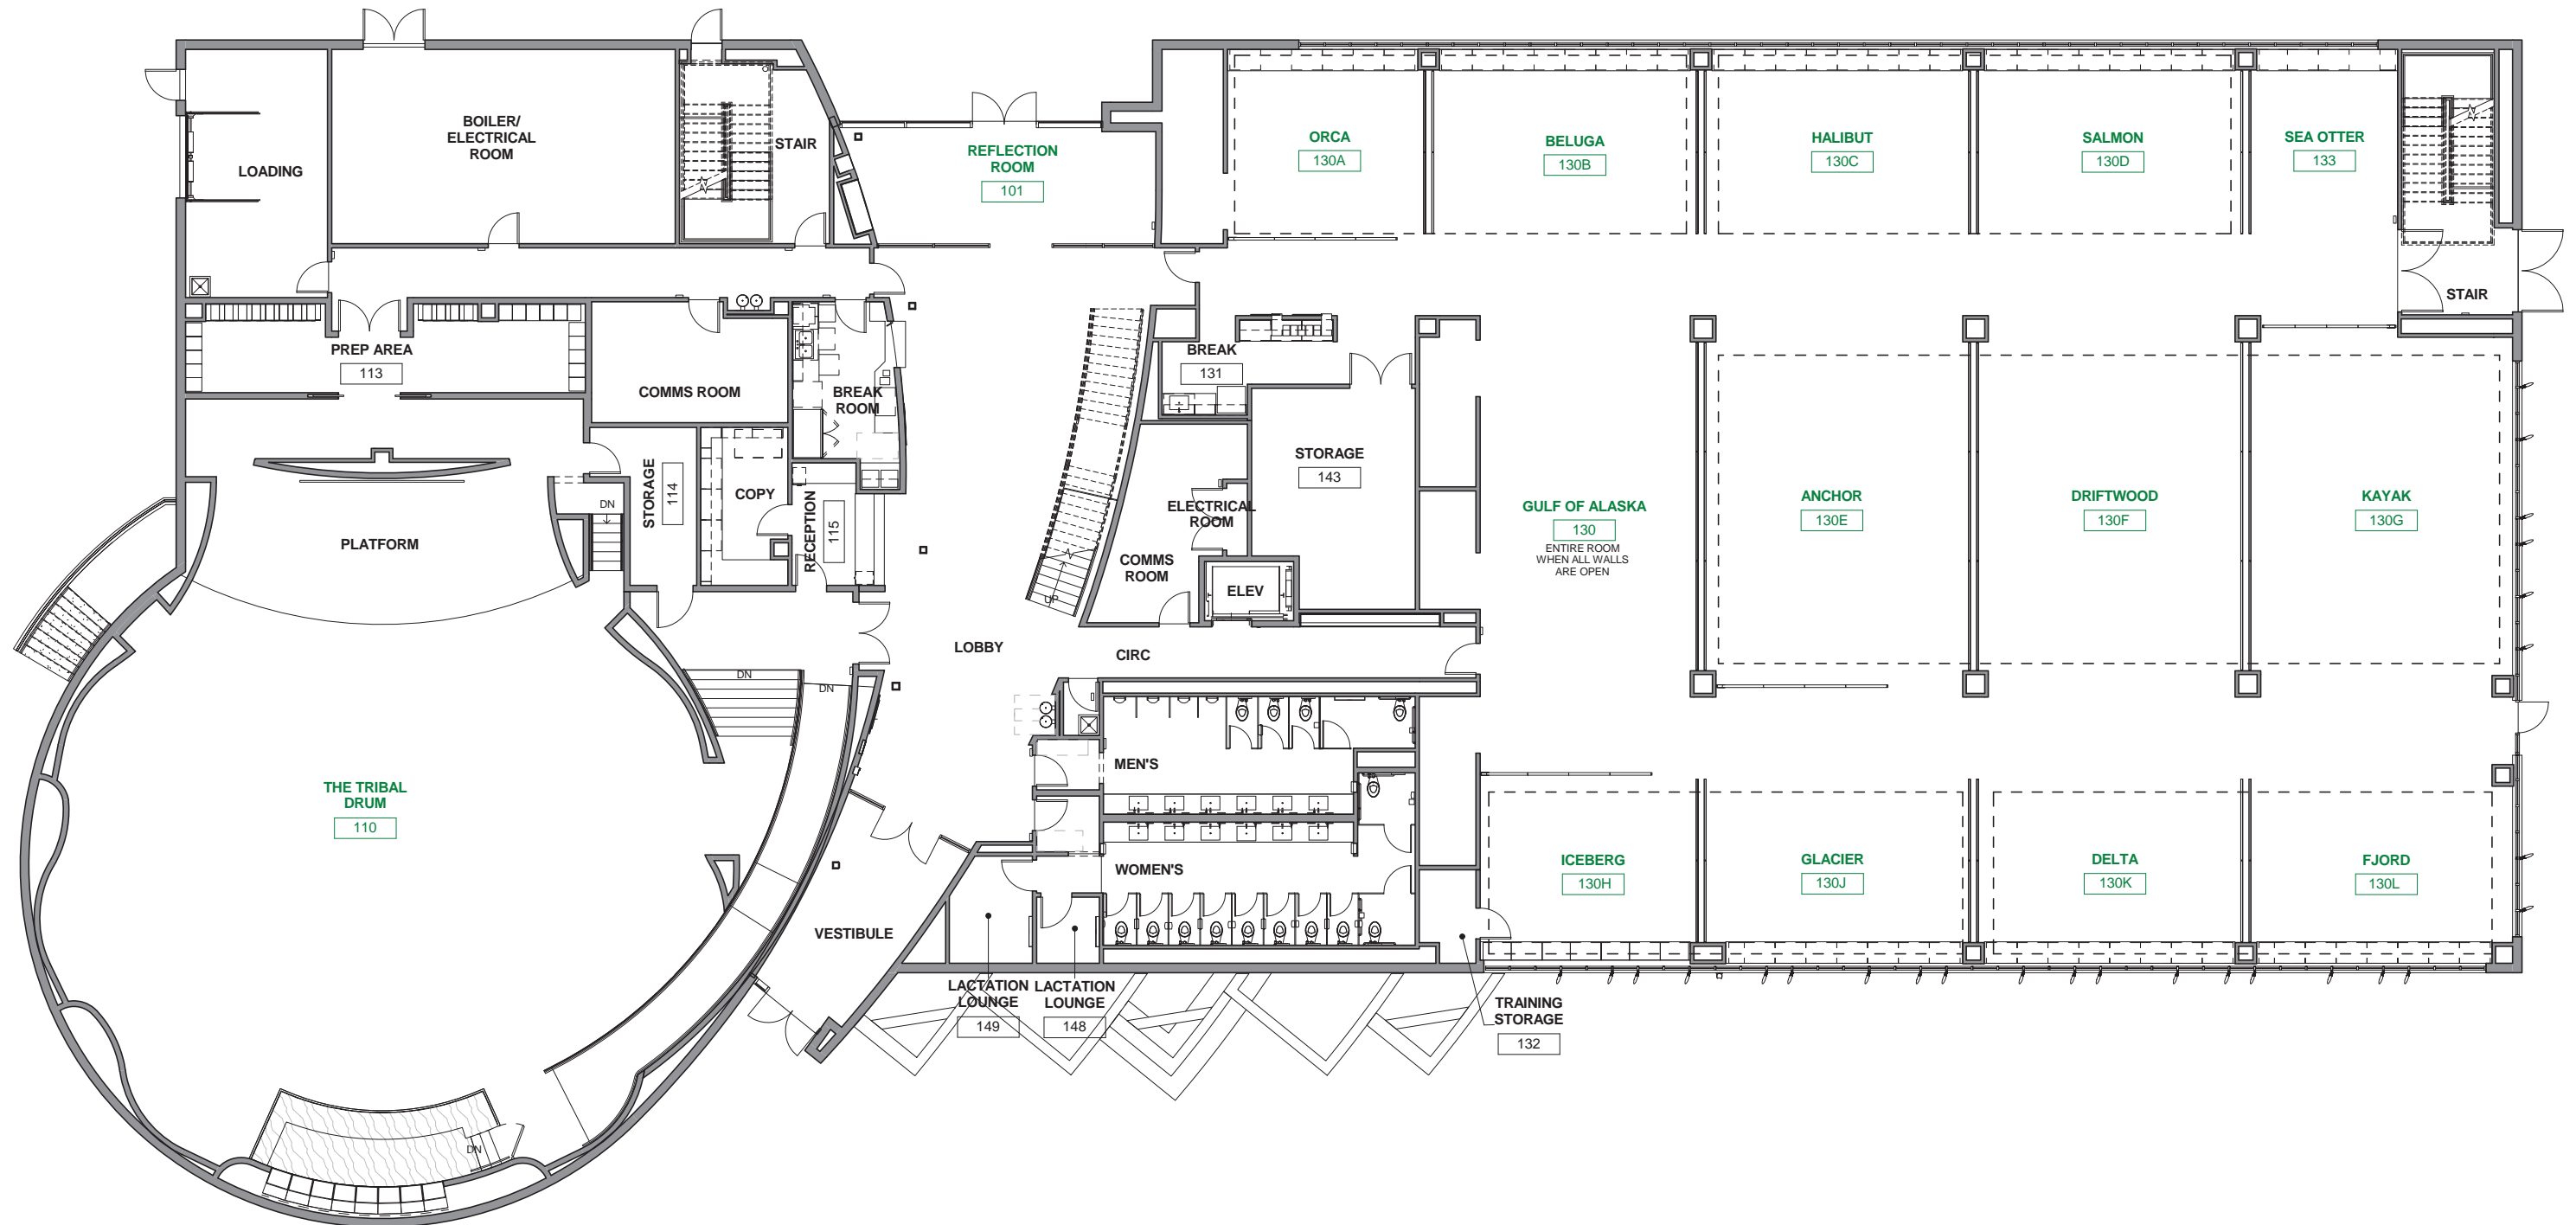 LOADING
BOILER/
ELECTRICAL
ROOM
STAIR
REFLECTION
ROOM
101
ORCA
130A
BELUGA
130B
HALIBUT
130C
SALMON
130D
SEA OTTER
133
STAIR
PREP AREA
113
COMMS ROOM
BREAK
ROOM
BREAK
131
STORAGE
143
STORAGE
114
COPY
RECEPTION
115
DN
PLATFORM
ELECTRICAL
ROOM
COMMS
ROOM
ELEV
UP
GULF OF ALASKA
130
ENTIRE ROOM
WHEN ALL WALLS
ARE OPEN
ANCHOR
130E
DRIFTWOOD
130F
KAYAK
130G
LOBBY
CIRC
DN
DN
THE TRIBAL
DRUM
110
MEN'S
WOMEN'S
ICEBERG
130H
GLACIER
130J
DELTA
130K
FJORD
130L
VESTIBULE
LACTATION
LOUNGE
149
LACTATION
LOUNGE
148
TRAINING
STORAGE
132
DN